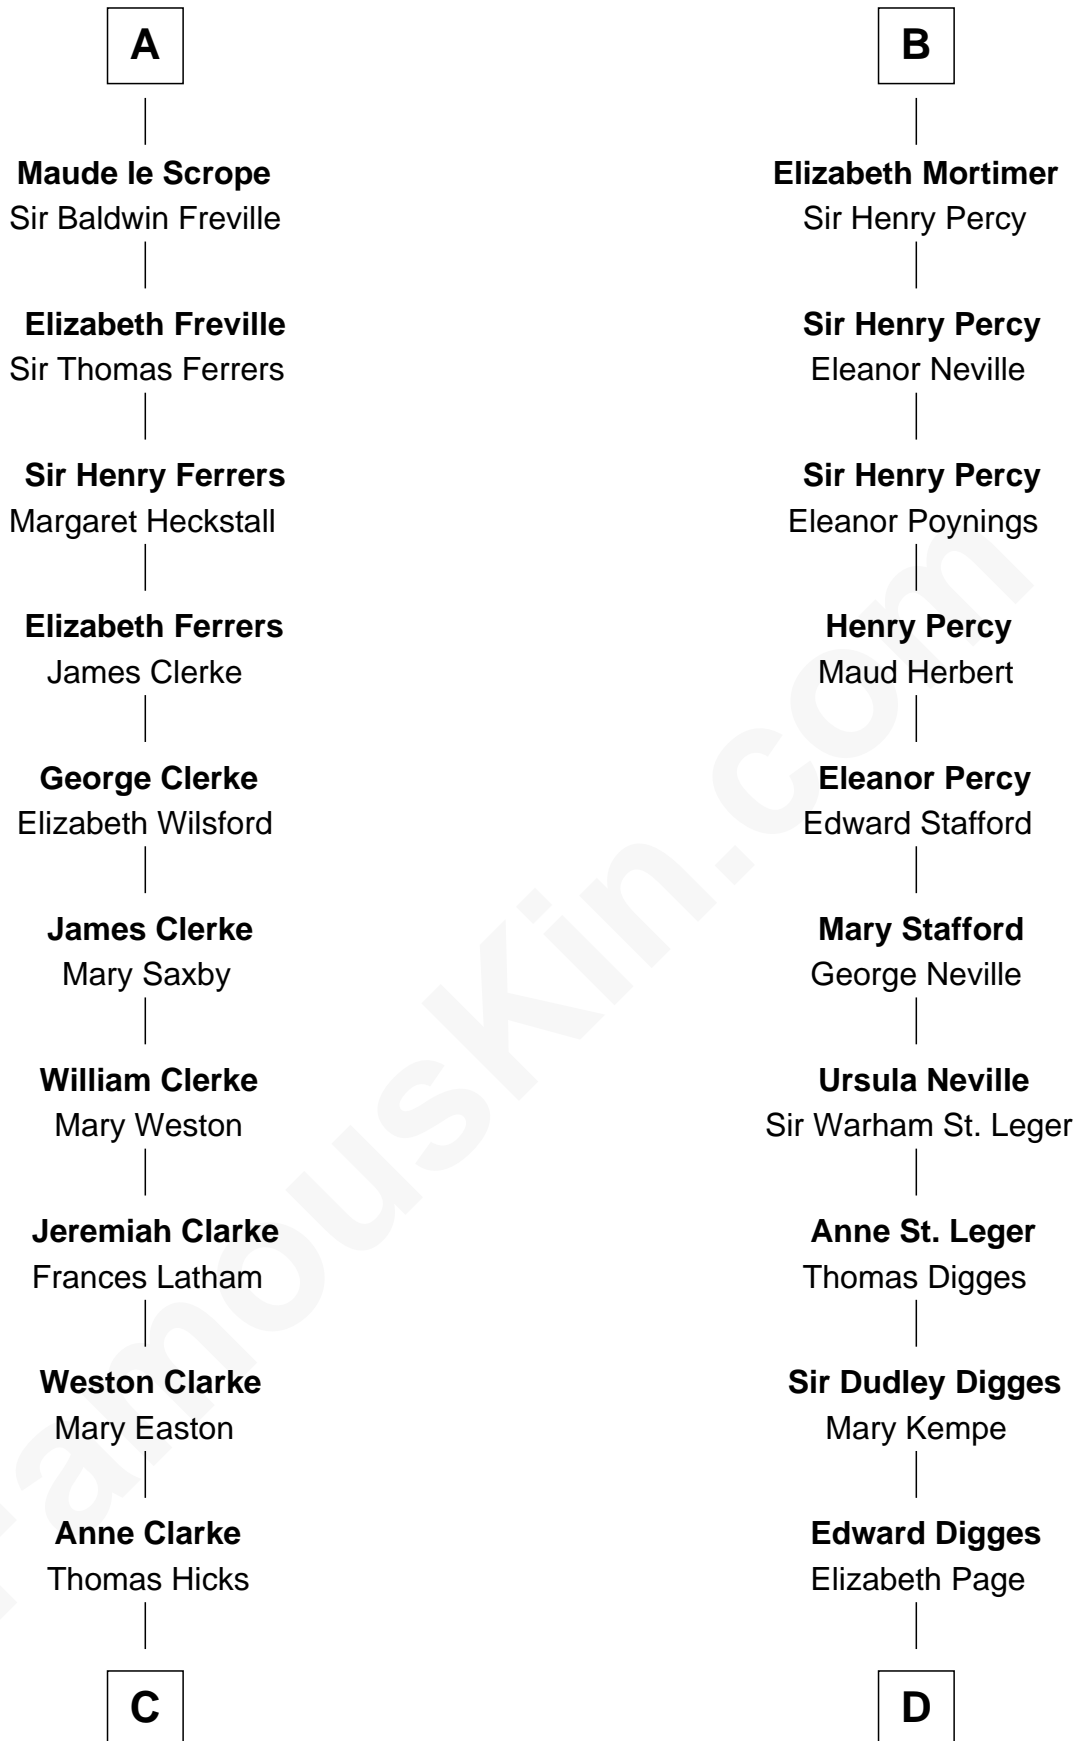 A
Maude le Scrope
Sir Baldwin Freville
Elizabeth Freville
Sir Thomas Ferrers
Sir Henry Ferrers
Margaret Heckstall
Elizabeth Ferrers
James Clerke
George Clerke
Elizabeth Wilsford
James Clerke
Mary Saxby
William Clerke
Mary Weston
Jeremiah Clarke
Frances Latham
Weston Clarke
Mary Easton
Anne Clarke
Thomas Hicks
C
B
Elizabeth Mortimer
Sir Henry Percy
Sir Henry Percy
Eleanor Neville
Sir Henry Percy
Eleanor Poynings
Henry Percy
Maud Herbert
Eleanor Percy
Edward Stafford
Mary Stafford
George Neville
Ursula Neville
Sir Warham St. Leger
Anne St. Leger
Thomas Digges
Sir Dudley Digges
Mary Kempe
Edward Digges
Elizabeth Page
D
FamousKin.com